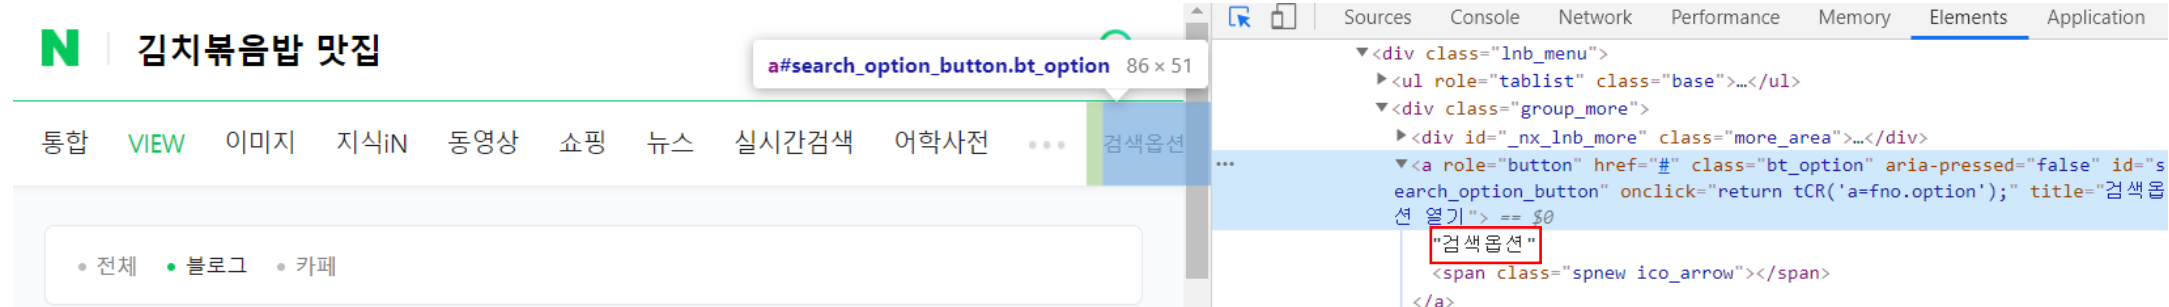 N 김치볶음밥 맛집
a#search_option_button.bt_option 86 × 51
통합 VIEW 이미지 지식iN 동영상 쇼핑 뉴스 실시간검색 어학사전 ••• 검색옵션
• 전체 • 블로그 • 카페
Sources Console Network Performance Memory Elements Application
▼<div class="lnb_menu">
▶<ul role="tablist" class="base">…</ul>
▼<div class="group_more">
▶<div id="_nx_lnb_more" class="more_area">…</div>
••• ▼<a role="button" href="#" class="bt_option" aria-pressed="false" id="s
earch_option_button" onclick="return tCR('a=fno.option');" title="검색옵
션 열기"> == $0
"검색옵션"
<span class="spnew ico_arrow"></span>
</a>